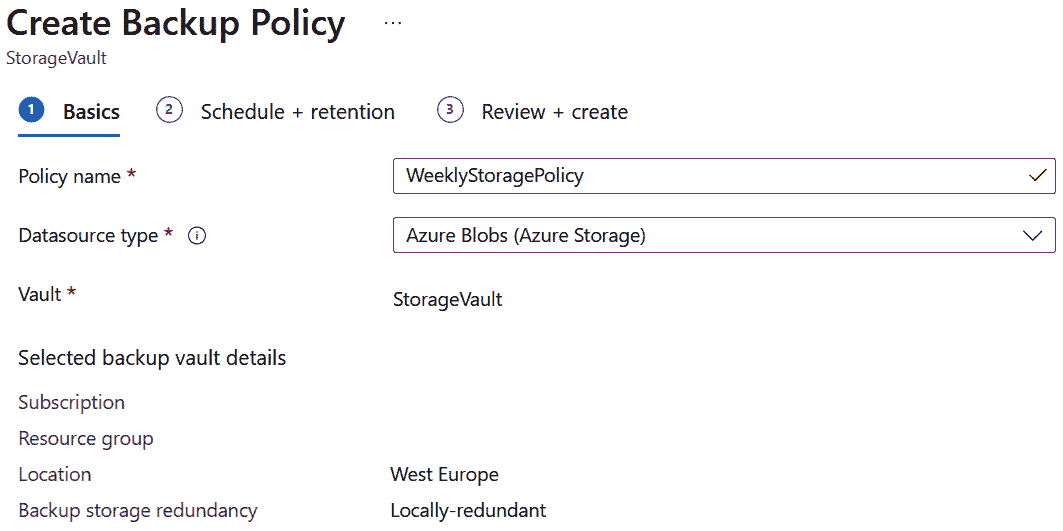 Create Backup Policy ...
StorageVault
1 Basics 2 Schedule + retention 3 Review + create
Policy name * WeeklyStoragePolicy
Datasource type * i Azure Blobs (Azure Storage)
Vault * StorageVault
Selected backup vault details
Subscription
Resource group
Location West Europe
Backup storage redundancy Locally-redundant